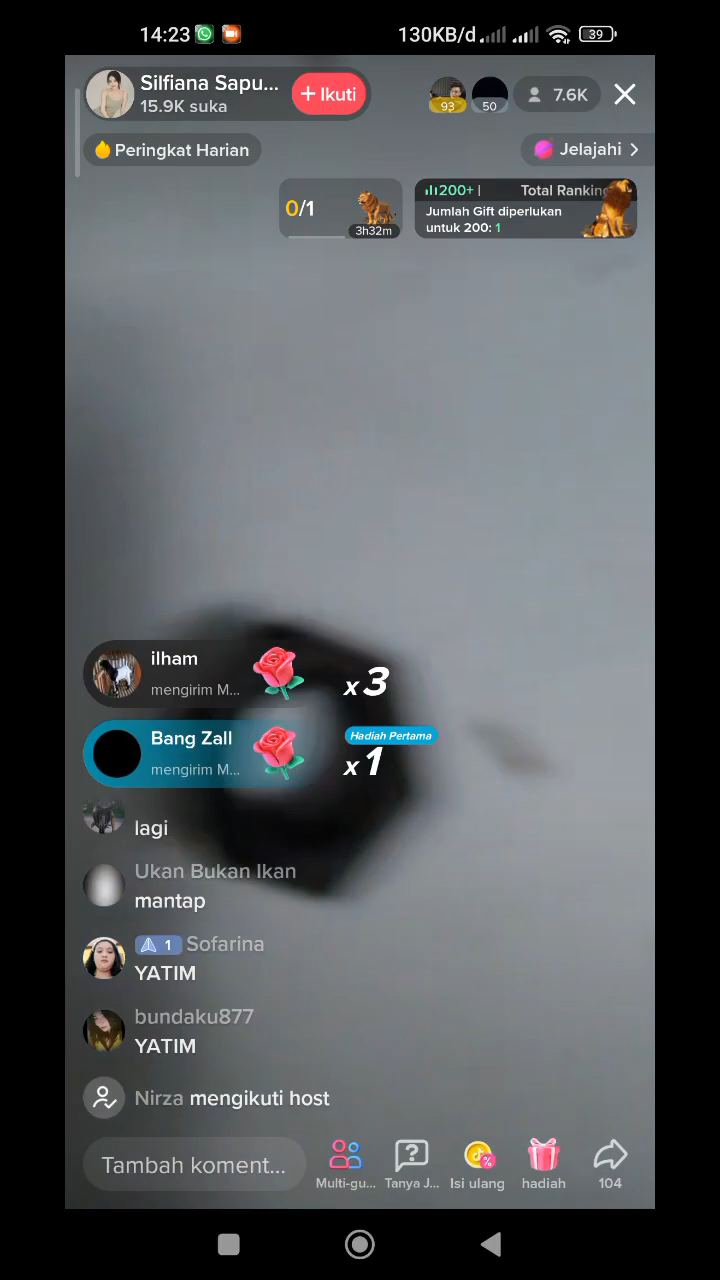 14:23
130KB/d
39
Silfiana Sapu...
15.9K suka
+ Ikuti
93
50
7.6K
Peringkat Harian
Jelajahi
0/1
3h32m
200+ |
Total Ranking
Jumlah Gift diperlukan
untuk 200: 1
ilham
mengirim M...
x3
Bang Zall
mengirim M...
Hadiah Pertama
x1
lagi
Ukan Bukan Ikan
mantap
1 Sofarina
YATIM
bundaku877
YATIM
Nirza mengikuti host
Tambah koment...
Multi-gu...
Tanya J...
Isi ulang
hadiah
104